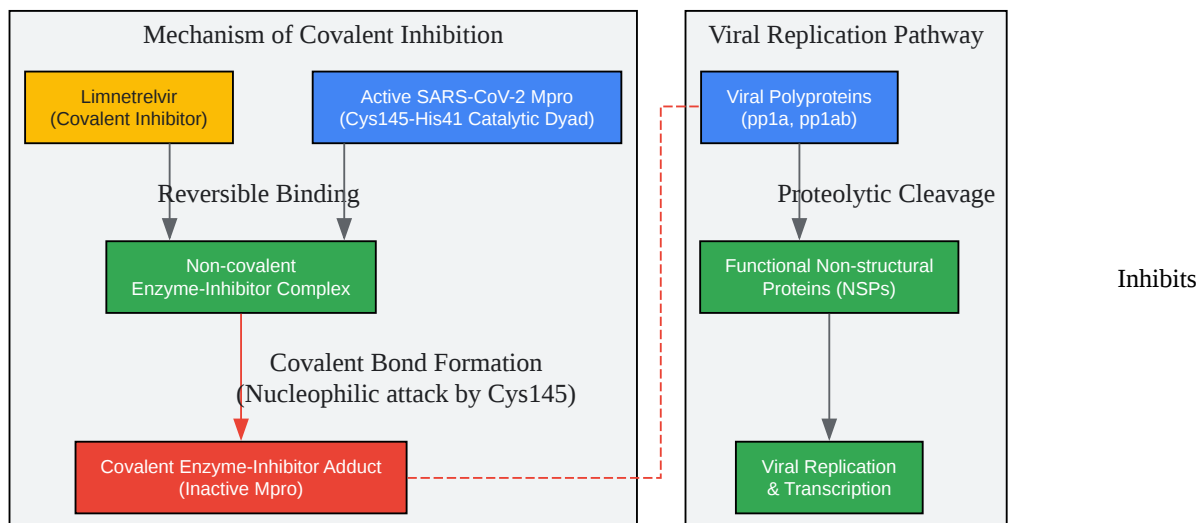 Mechanism of Covalent Inhibition
Limnetrelvir
(Covalent Inhibitor)
Active SARS-CoV-2 Mpro
(Cys145-His41 Catalytic Dyad)
Reversible Binding
Non-covalent
Enzyme-Inhibitor Complex
Covalent Bond Formation
(Nucleophilic attack by Cys145)
Covalent Enzyme-Inhibitor Adduct
(Inactive Mpro)
Viral Replication Pathway
Viral Polyproteins
(pp1a, pp1ab)
Proteolytic Cleavage
Functional Non-structural
Proteins (NSPs)
Viral Replication
& Transcription
Inhibits